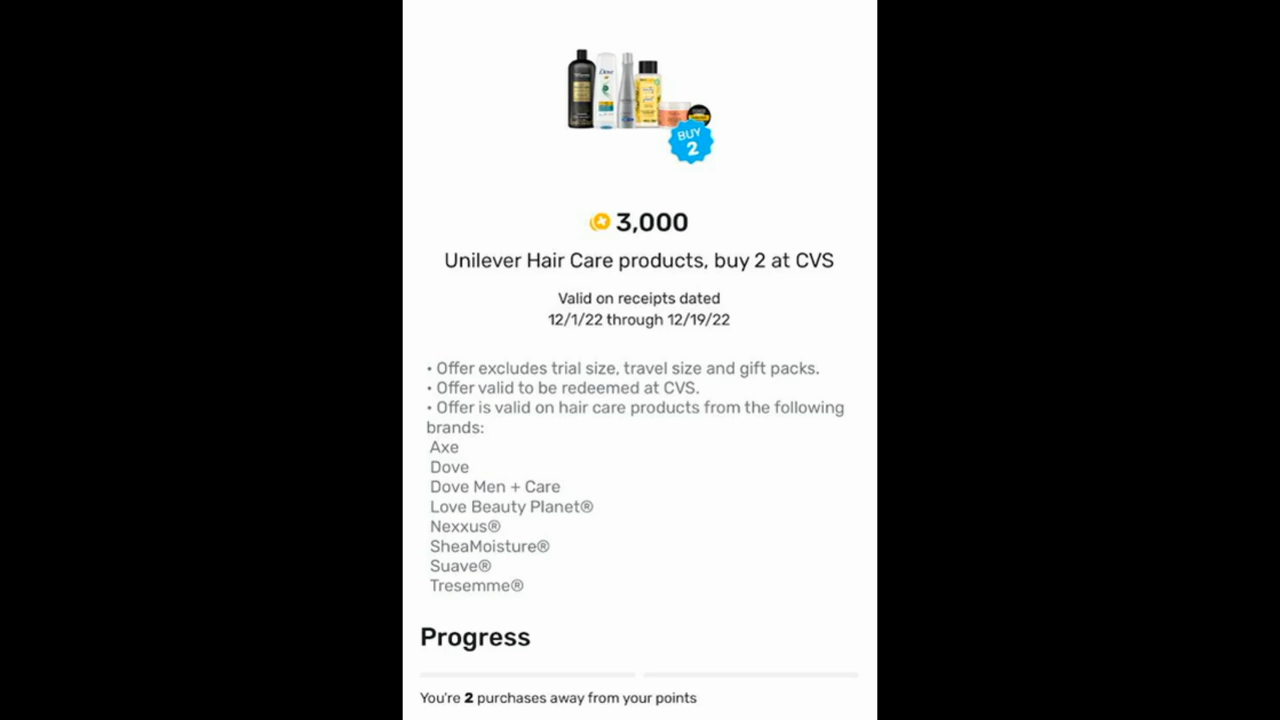 Dove
BUY
2
3,000
Unilever Hair Care products, buy 2 at CVS
Valid on receipts dated
12/1/22 through 12/19/22
• Offer excludes trial size, travel size and gift packs.
• Offer valid to be redeemed at CVS.
• Offer is valid on hair care products from the following
brands:
Axe
Dove
Dove Men + Care
Love Beauty Planet®
Nexxus®
SheaMoisture®
Suave®
Tresemme®
Progress
You're 2 purchases away from your points